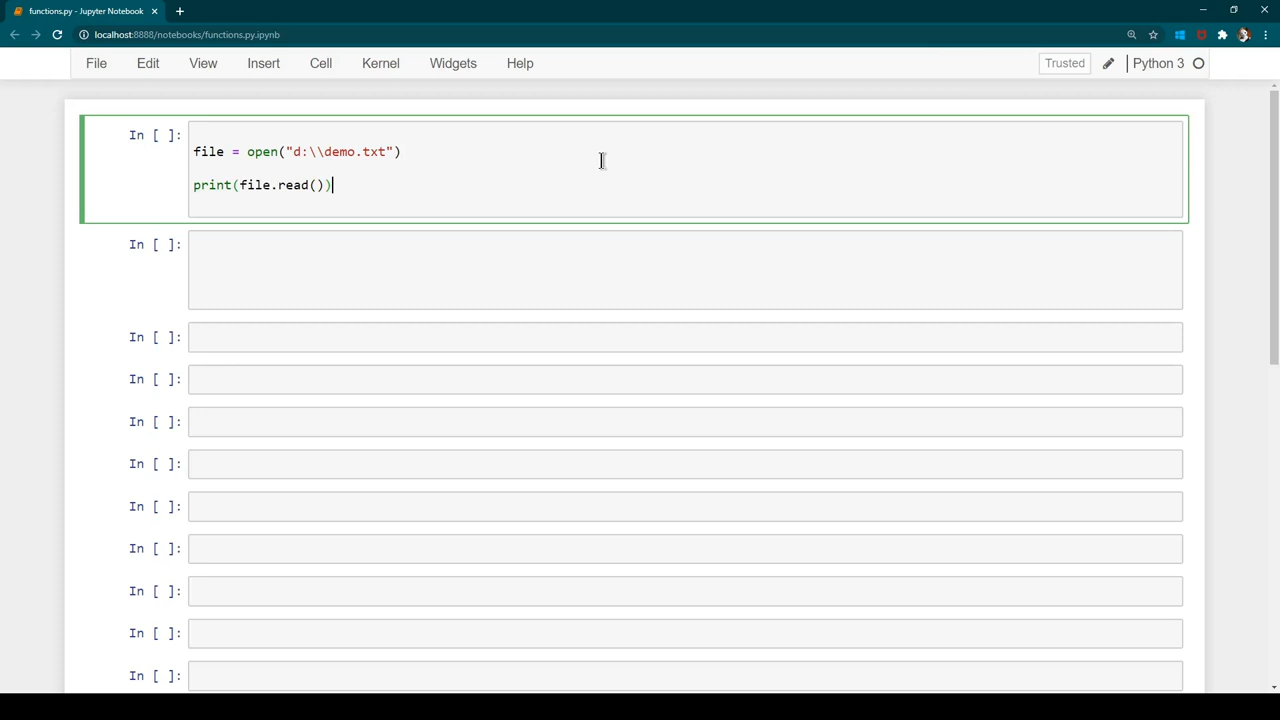 functions.py - Jupyter Notebook
localhost:8888/notebooks/functions.py.ipynb
File Edit View Insert Cell Kernel Widgets Help Trusted Python 3
In [ ]:
file = open("d:\\demo.txt")
print(file.read())
In [ ]:
In [ ]:
In [ ]:
In [ ]:
In [ ]:
In [ ]:
In [ ]:
In [ ]:
In [ ]:
In [ ]: